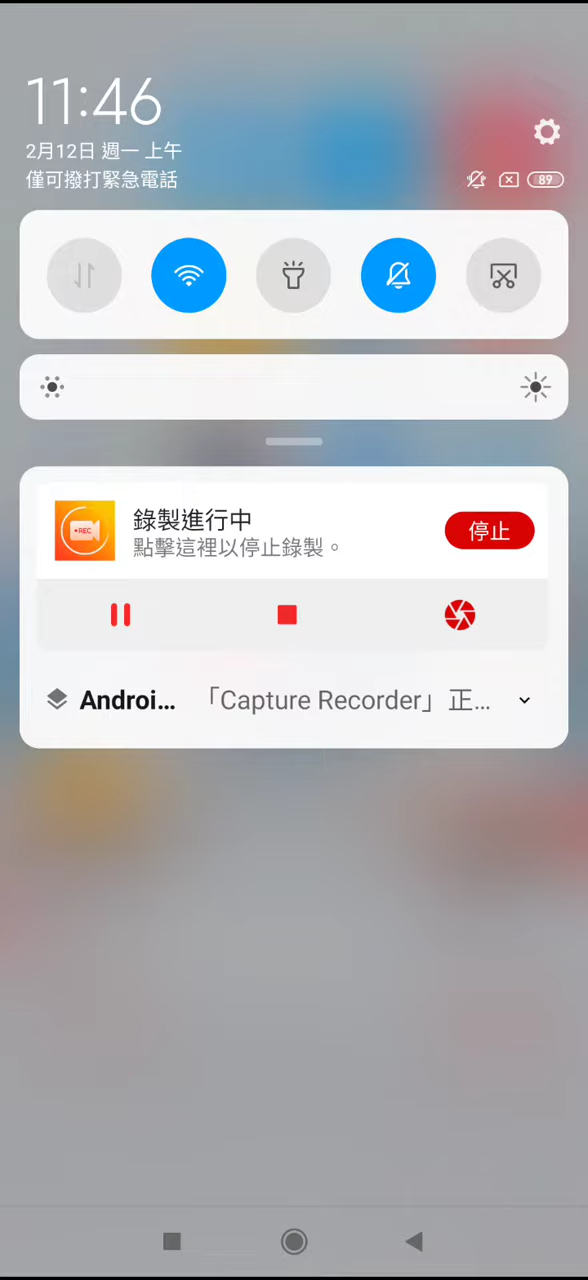 11:46
2月12日 週一 上午
僅可撥打緊急電話
89
REC
錄製進行中
點擊這裡以停止錄製。
停止
Androi... 「Capture Recorder」正...